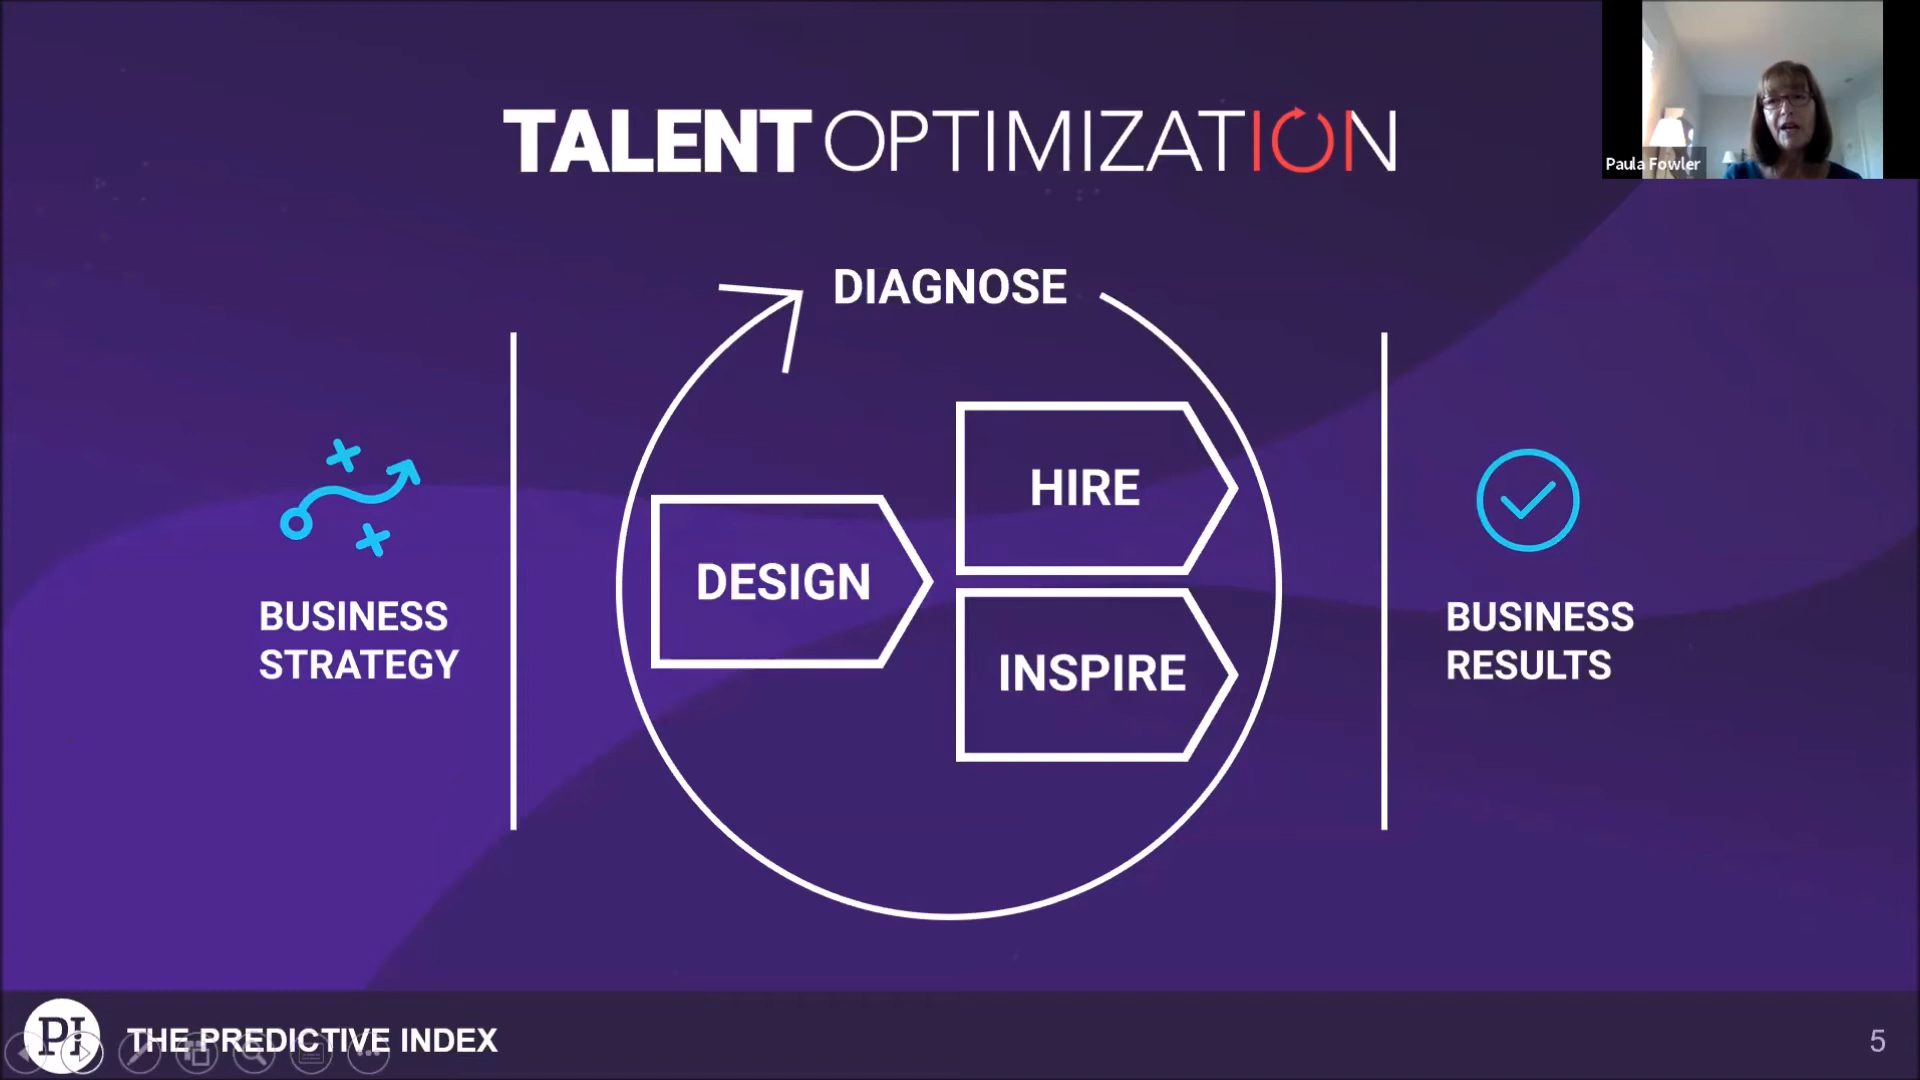 TALENT OPTIMIZATION
Paula Fowler
DIAGNOSE
HIRE
DESIGN
INSPIRE
BUSINESS
STRATEGY
BUSINESS
RESULTS
PI
THE PREDICTIVE INDEX
5